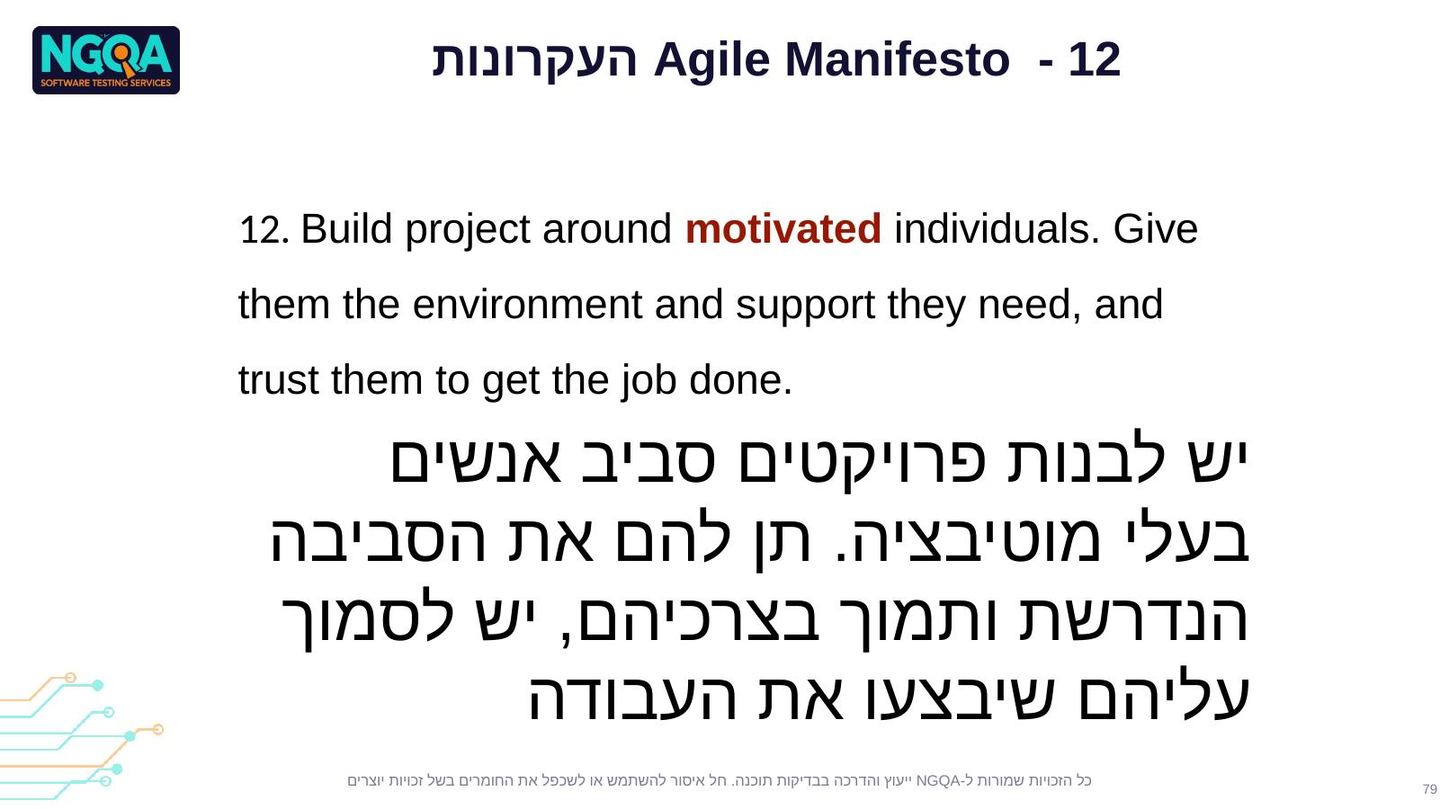 NGQA
SOFTWARE TESTING SERVICES
העקרונות Agile Manifesto - 12
12. Build project around motivated individuals. Give
them the environment and support they need, and
trust them to get the job done.
יש לבנות פרויקטים סביב אנשים
בעלי מוטיבציה. תן להם את הסביבה
הנדרשת ותמוך בצרכיהם, יש לסמוך
עליהם שיבצעו את העבודה
כל הזכויות שמורות ל-NGQA ייעוץ והדרכה בבדיקות תוכנה. חל איסור להשתמש או לשכפל את החומרים בשל זכויות יוצרים
79